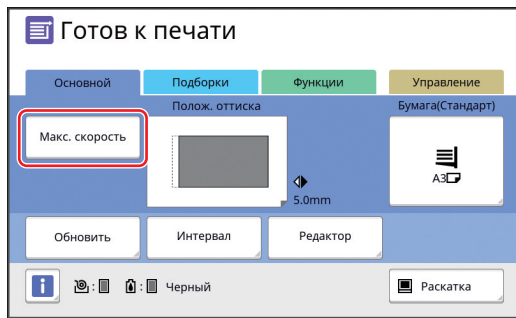 Готов к печати
Основной Подборки Функции Управление
Полож. оттиска Бумага(Стандарт)
Макс. скорость
A3
5.0mm
Обновить Интервал Редактор
i : : Черный Раскатка